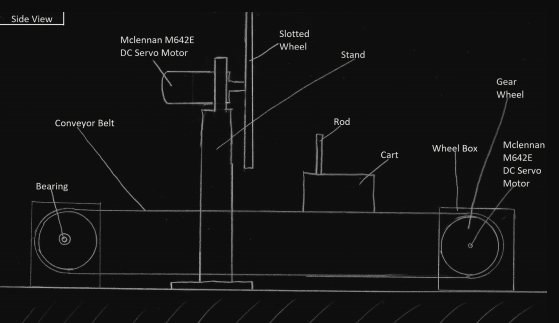 Side View
Mclennan M642E
DC Servo Motor
Slotted
Wheel
Stand
Gear
Wheel
Conveyor Belt
Rod
Cart
Wheel Box
Mclennan
M642E
DC Servo
Motor
Bearing